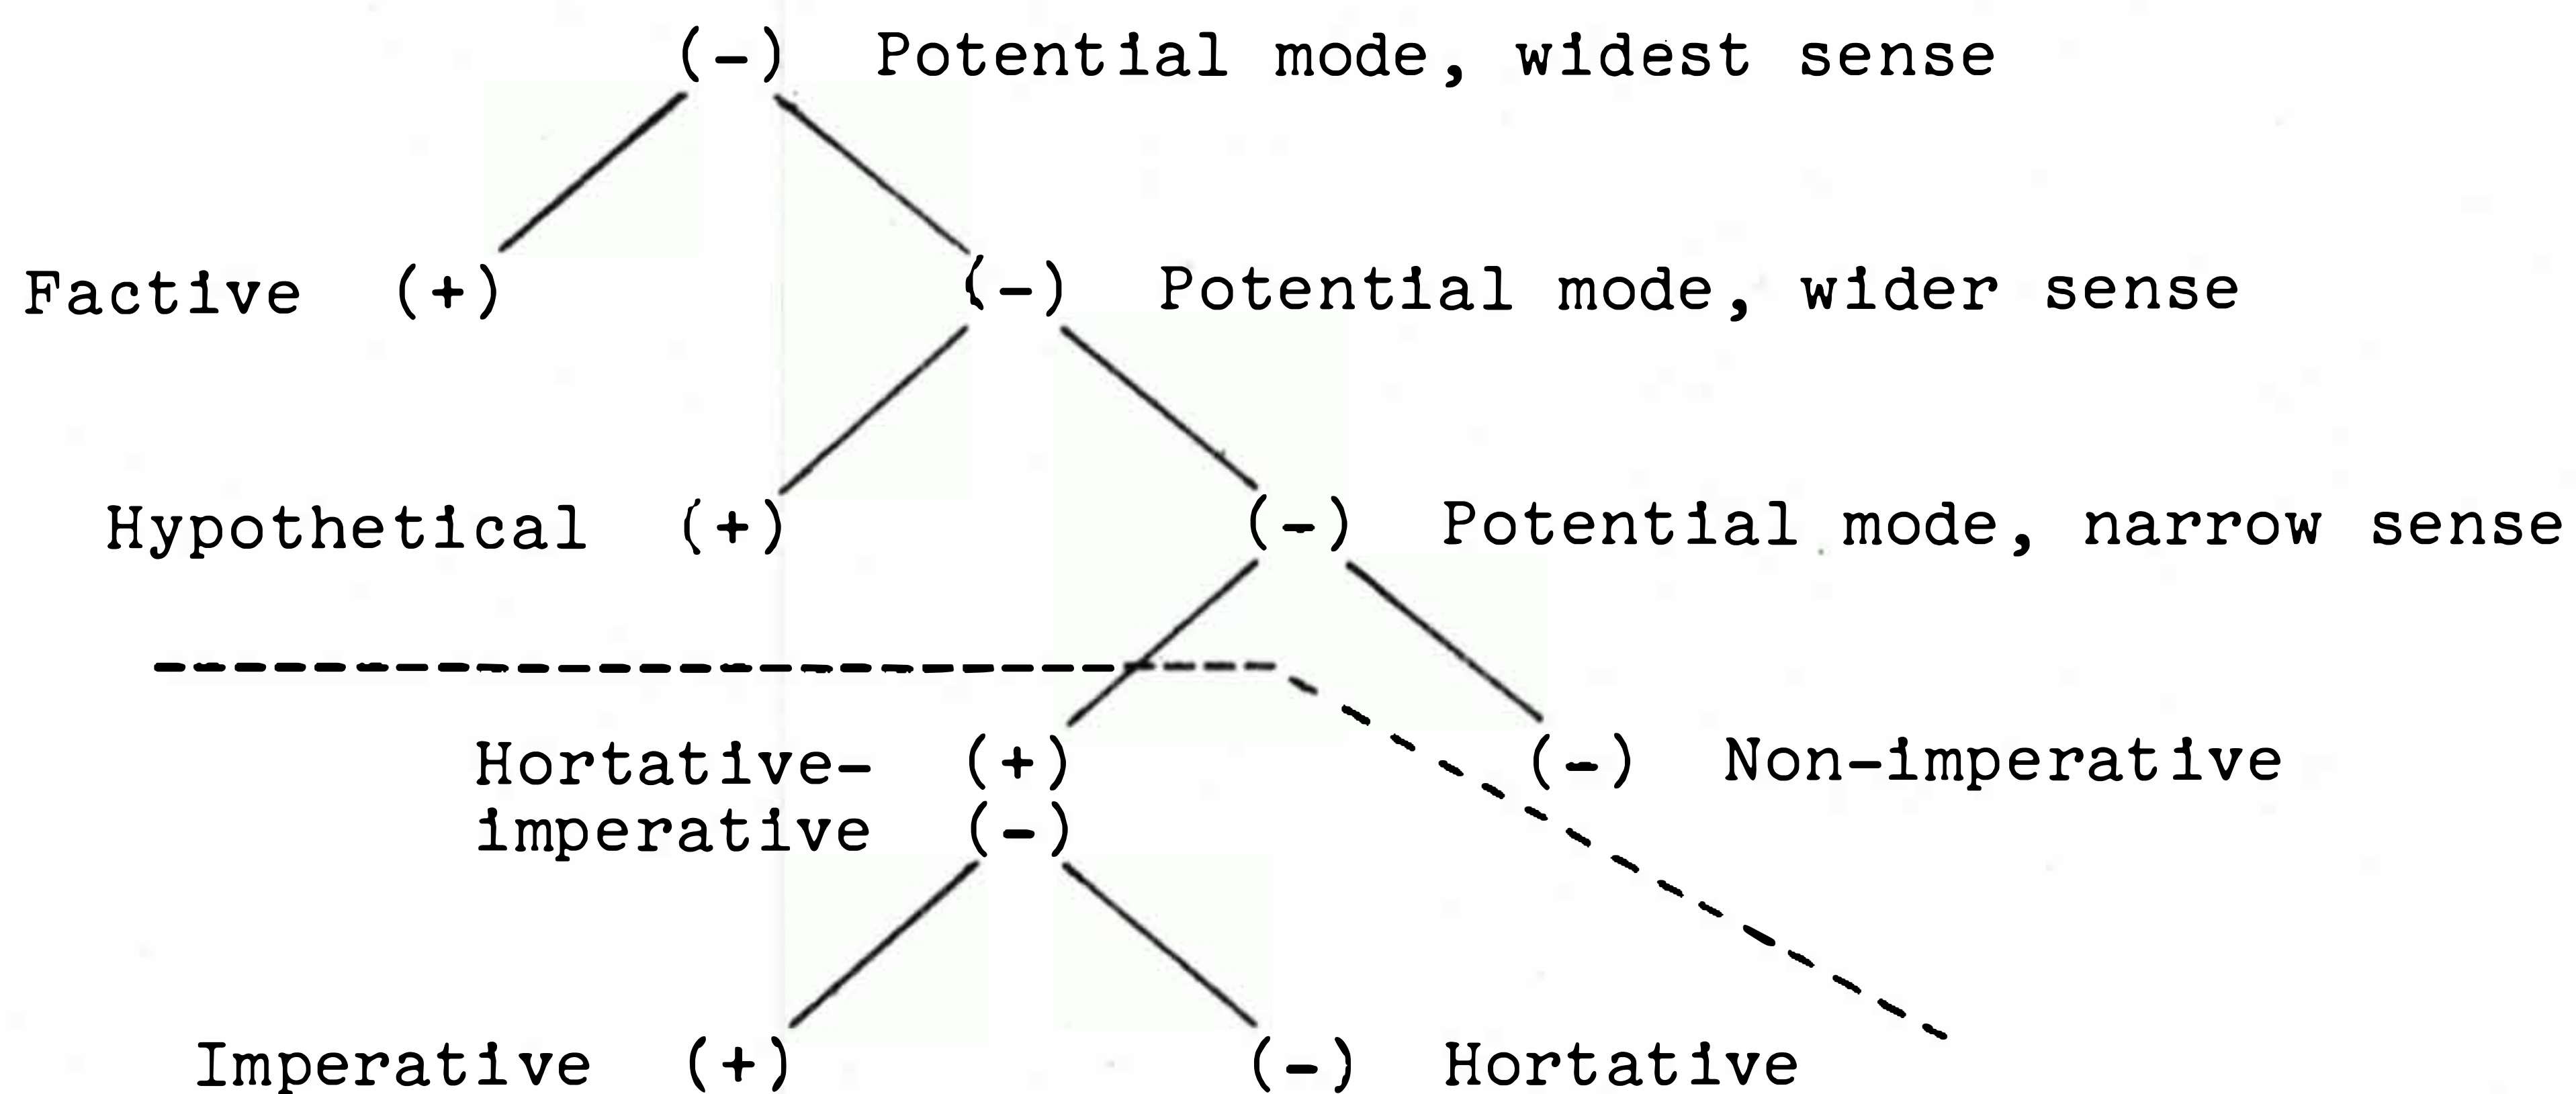 (-) Potential mode, widest sense
Factive (+) (-) Potential mode, wider sense
Hypothetical (+) (-) Potential mode, narrow sense
Hortative- (+) (-) Non-imperative
imperative (-)
Imperative (+) (-) Hortative